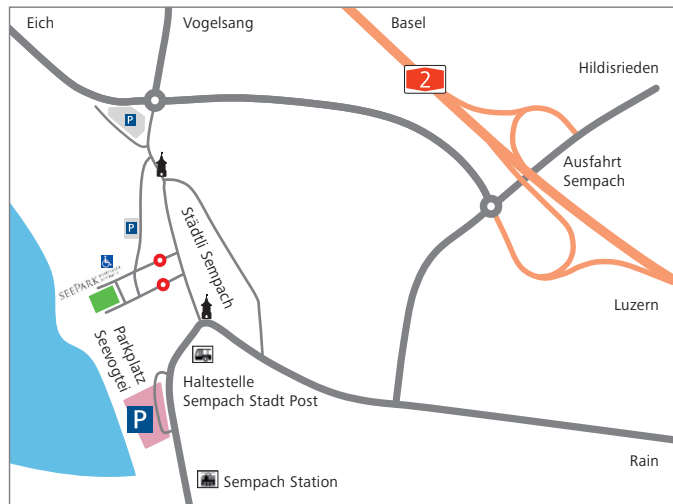 Eich
Vogelsang
Basel
2
Hildisrieden
P
Ausfahrt
Sempach
P
Städtli Sempach
SEEPARK
Luzern
Parkplatz
Seevogtei
Haltestelle
Sempach Stadt Post
P
Rain
Sempach Station